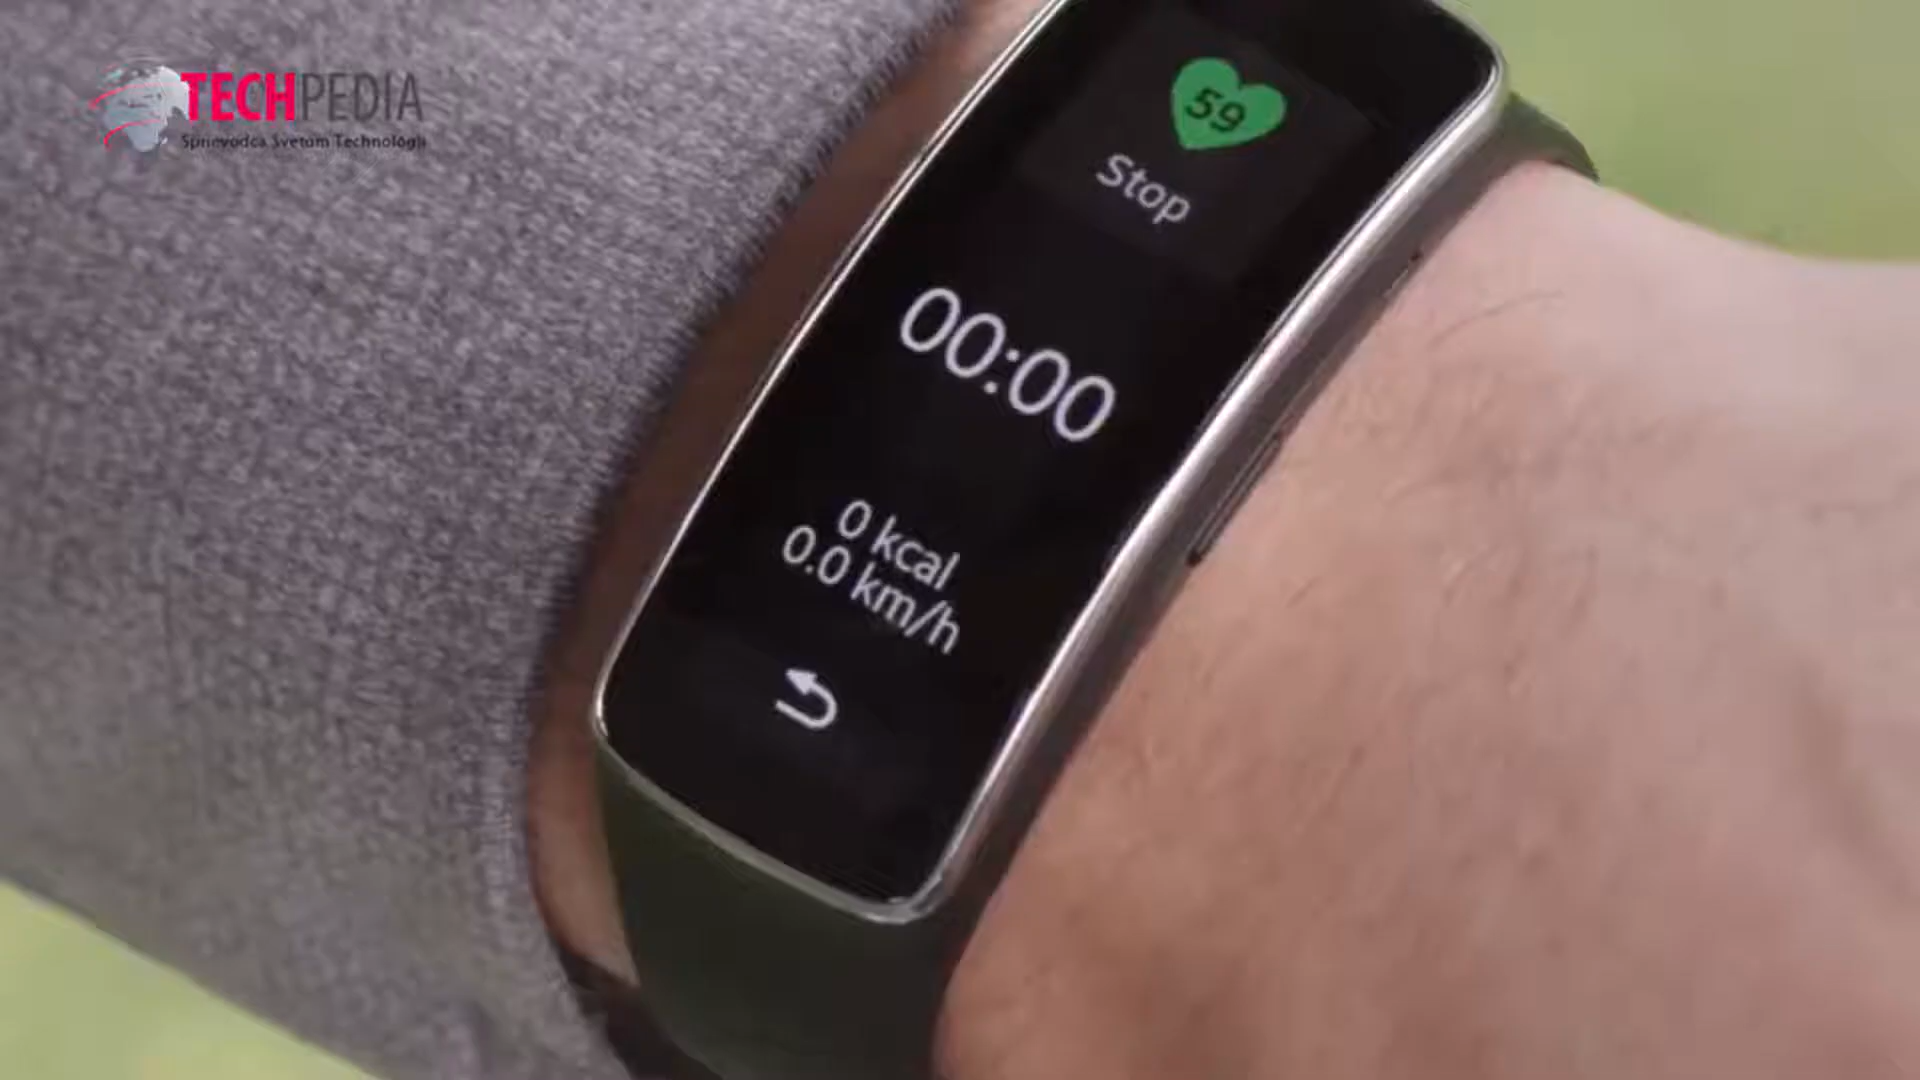 TECHPEDIA
Sprievodca Svetom Technológií
59
Stop
00:00
0 kcal
0.0 km/h